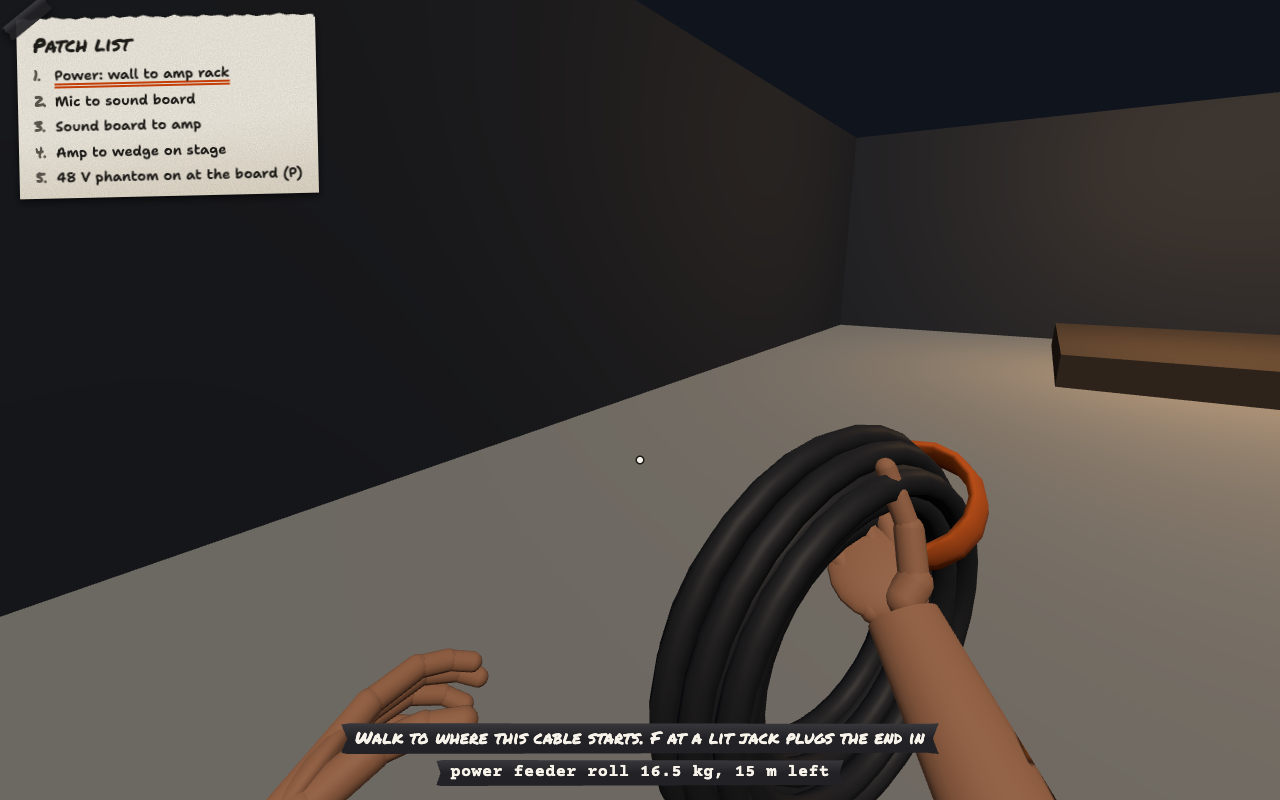 Patch list
1. Power: wall to amp rack
2. Mic to sound board
3. Sound board to amp
4. Amp to wedge on stage
5. 48 V phantom on at the board (P)
Walk to where this cable starts. F at a lit jack plugs the end in
power feeder roll 16.5 kg, 15 m left